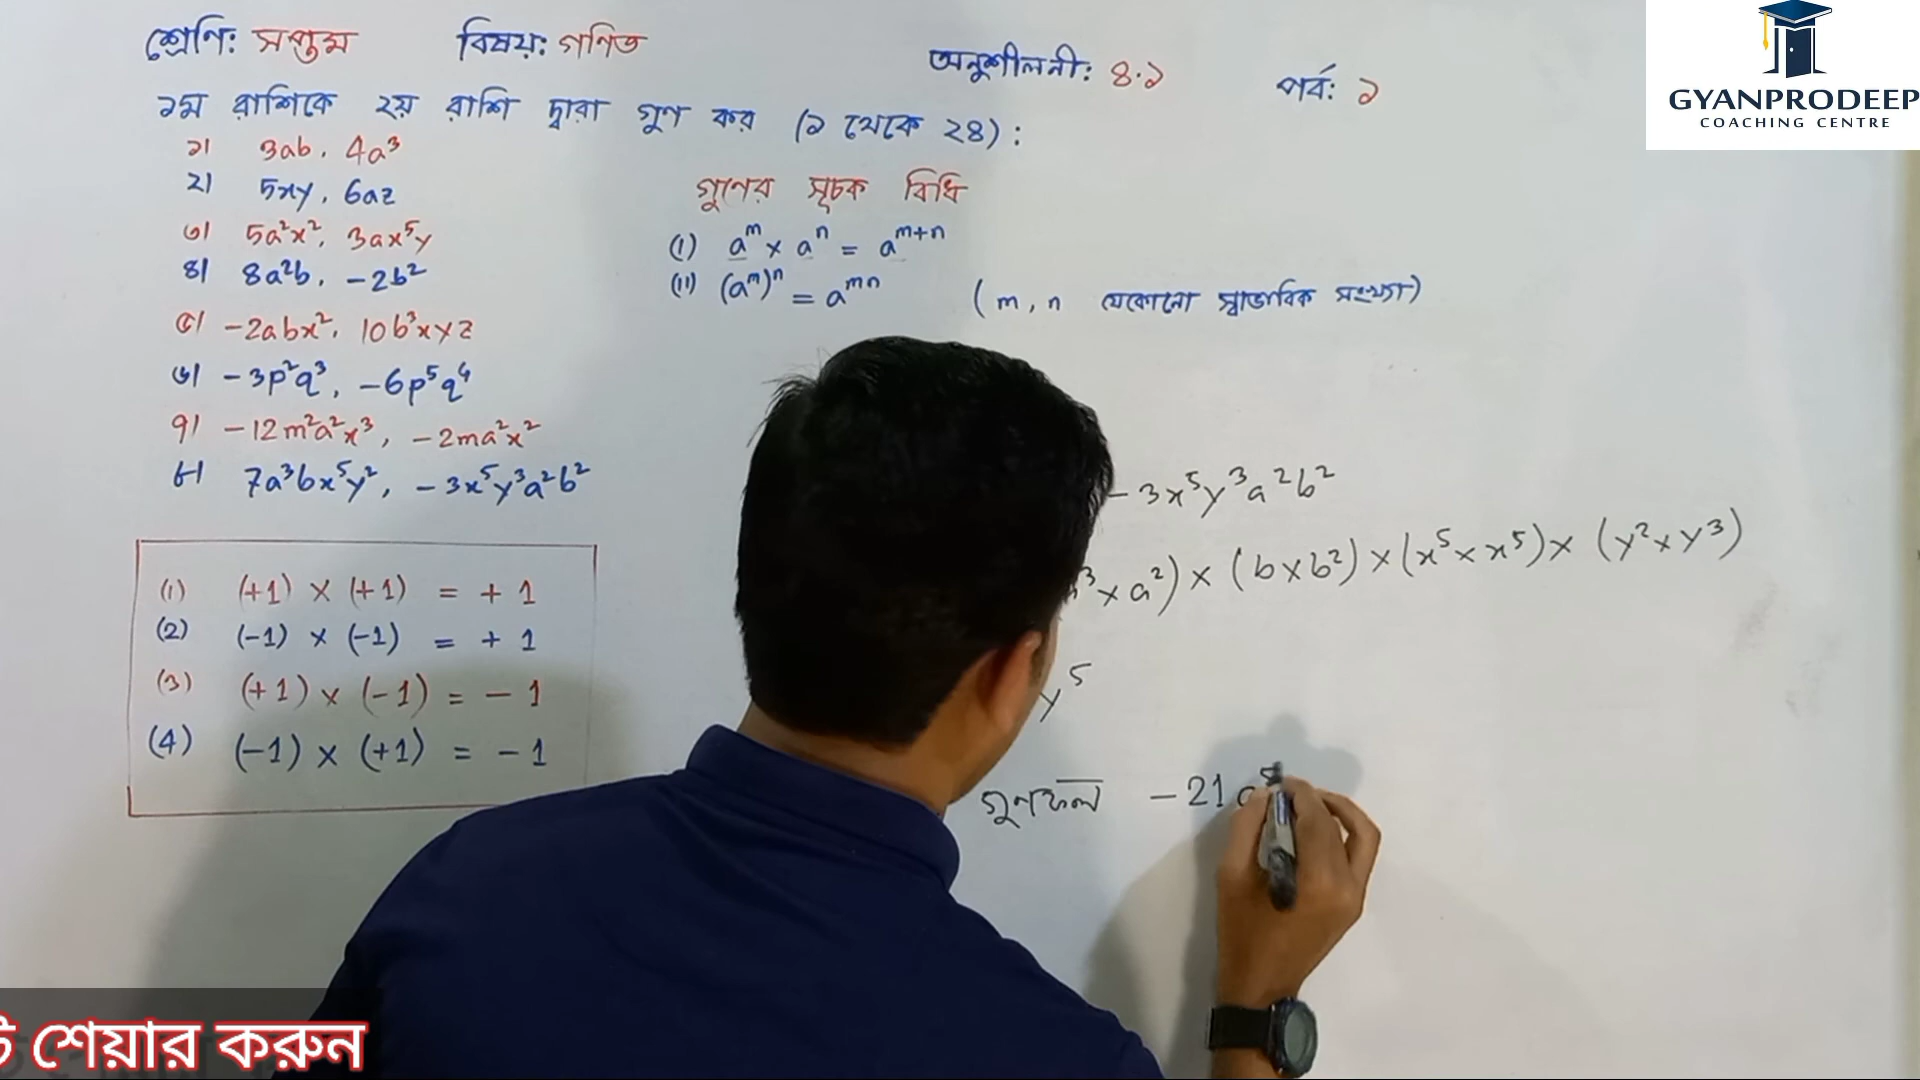 শ্রেণি: সপ্তম বিষয়: গণিত অনুশীলনী: ৪.১ পর্ব: ১
GYANPRODEEP
COACHING CENTRE
১ম রাশিকে ২য় রাশি দ্বারা গুণ কর (১ থেকে ২৪):
১। 3ab, 4a³
২। 5xy, 6az
৩। 5a²x², 3ax⁵y
৪। 8a²b, -2b²
৫। -2abx², 10b³xyz
৬। -3p²q³, -6p⁵q⁴
৭। -12m²a²x³, -2ma²x²
৮। 7a³bx⁵y², -3x⁵y³a²b²
গুণের সূচক বিধি
(i) aᵐ × aⁿ = aᵐ⁺ⁿ
(ii) (aᵐ)ⁿ = aᵐⁿ (m, n যেকোনো স্বাভাবিক সংখ্যা)
(1) (+1) × (+1) = + 1
(2) (-1) × (-1) = + 1
(3) (+1) × (-1) = - 1
(4) (-1) × (+1) = - 1
-3x⁵y³a²b²
³×a²) × (b×b²) × (x⁵×x⁵) × (y²×y³)
y⁵
গুণফল -21a⁵
শেয়ার করুন